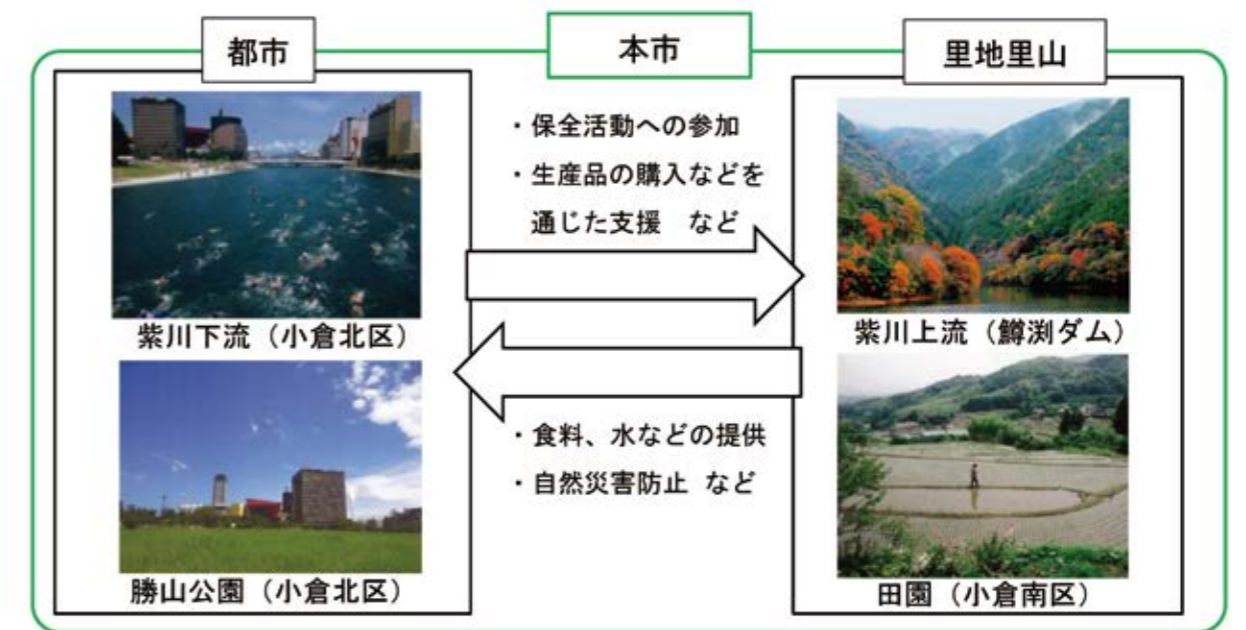 都市
本市
里地里山
・保全活動への参加
・生産品の購入などを
通じた支援 など
紫川下流（小倉北区）
紫川上流（鱒渕ダム）
・食料、水などの提供
・自然災害防止 など
勝山公園（小倉北区）
田園（小倉南区）